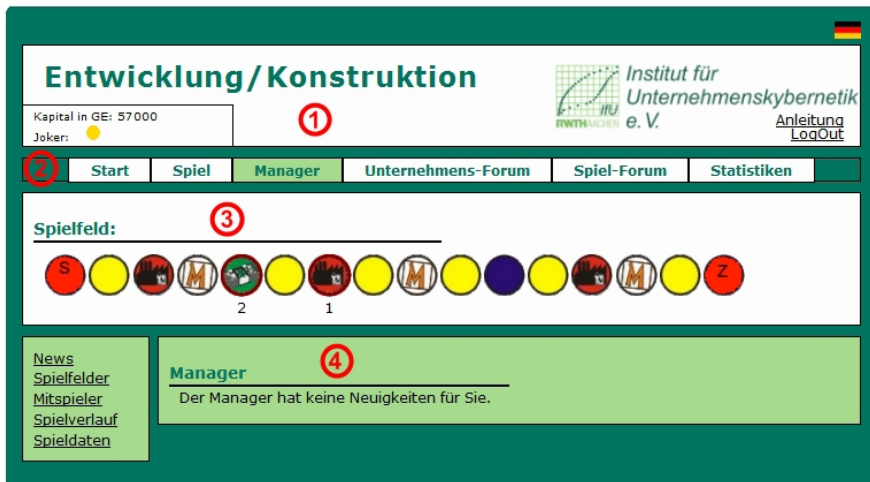 Entwicklung/Konstruktion
Institut für
Unternehmenskybernetik
e. V.
IfU
RWTHAACHEN
Kapital in GE: 57000
Joker:
1
Anleitung
LogOut
2
Start
Spiel
Manager
Unternehmens-Forum
Spiel-Forum
Statistiken
3
Spielfeld:
S
M
M
M
Z
2
1
News
Spielfelder
Mitspieler
Spielverlauf
Spieldaten
4
Manager
Der Manager hat keine Neuigkeiten für Sie.